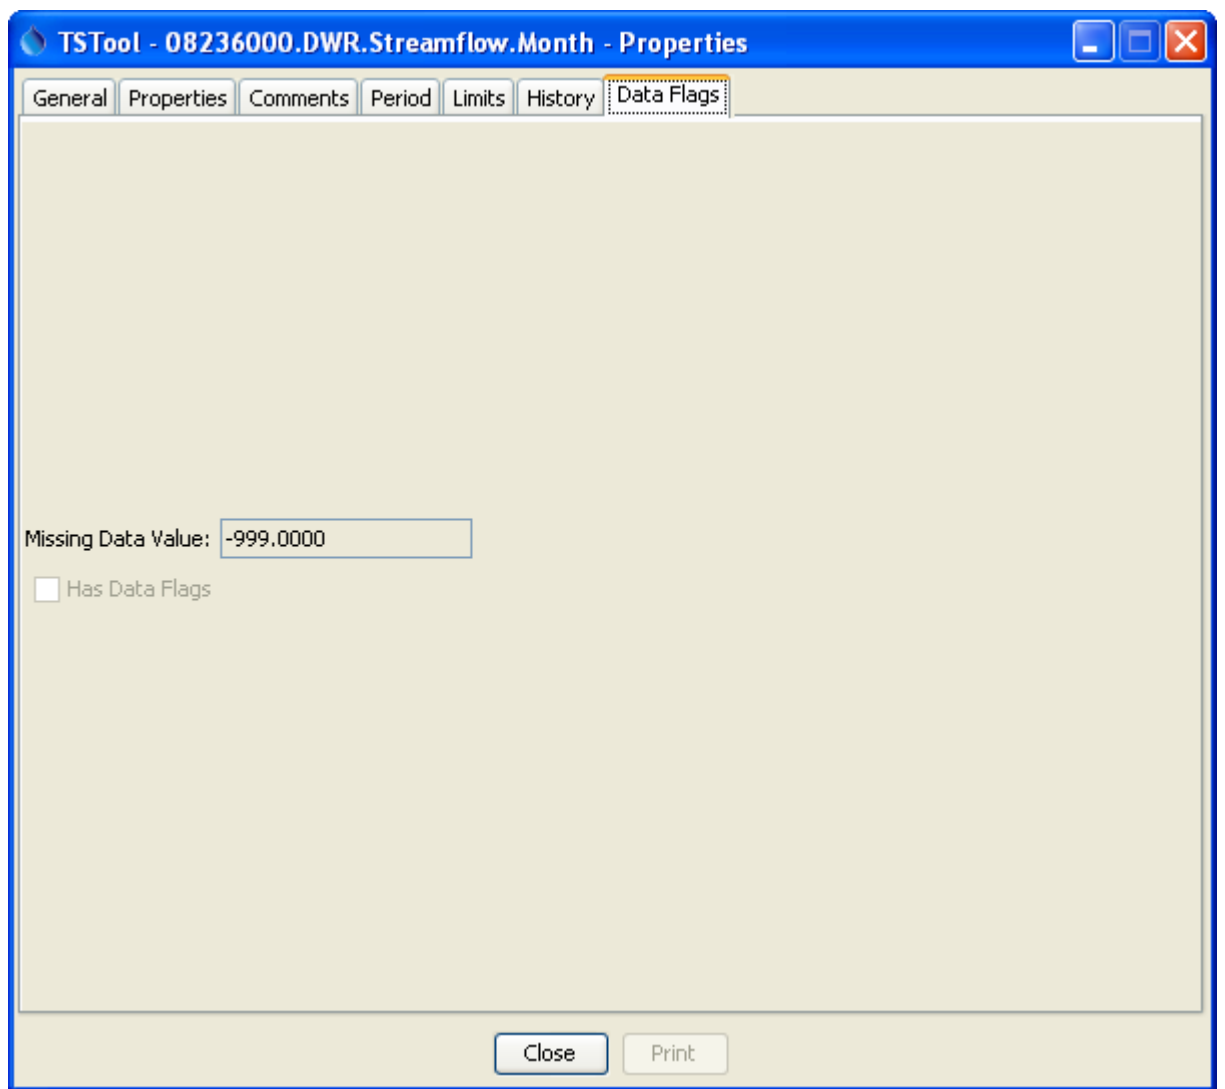 TSTool - 08236000.DWR.Streamflow.Month - Properties
General Properties Comments Period Limits History Data Flags
Missing Data Value: -999.0000
Has Data Flags
Close Print